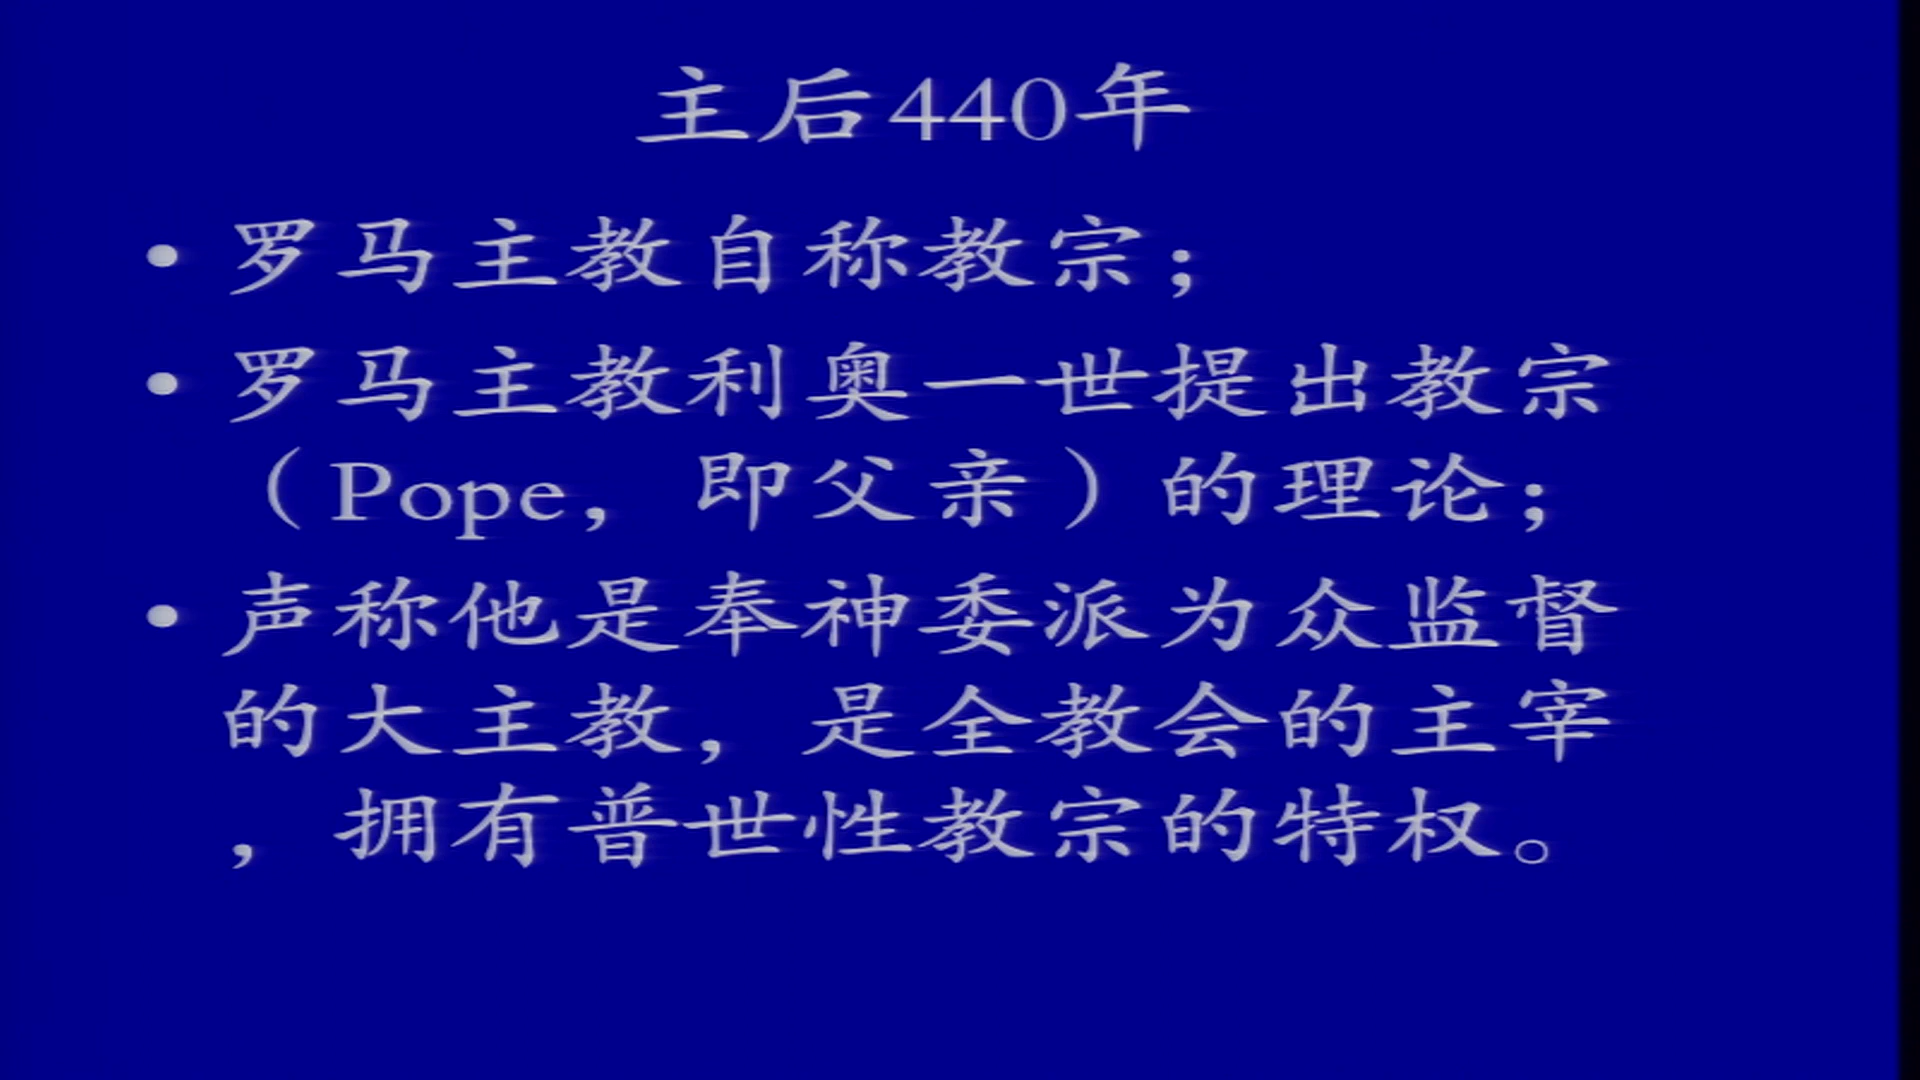 主后440年
• 罗马主教自称教宗；
• 罗马主教利奥一世提出教宗
（Pope，即父亲）的理论；
• 声称他是奉神委派为众监督
的大主教，是全教会的主宰
，拥有普世性教宗的特权。